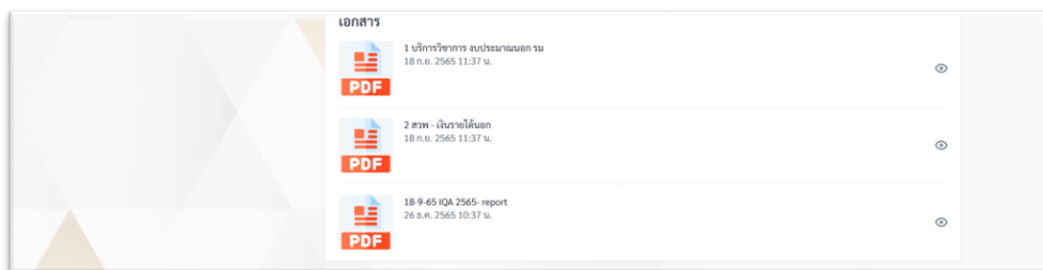 เอกสาร
1 บริการวิชาการ งบประมาณนอก รม
18 ก.ย. 2565 11:37 น.
PDF
2 สวพ - เงินรายได้นอก
18 ก.ย. 2565 11:37 น.
PDF
18-9-65 IQA 2565- report
26 ธ.ค. 2565 10:37 น.
PDF